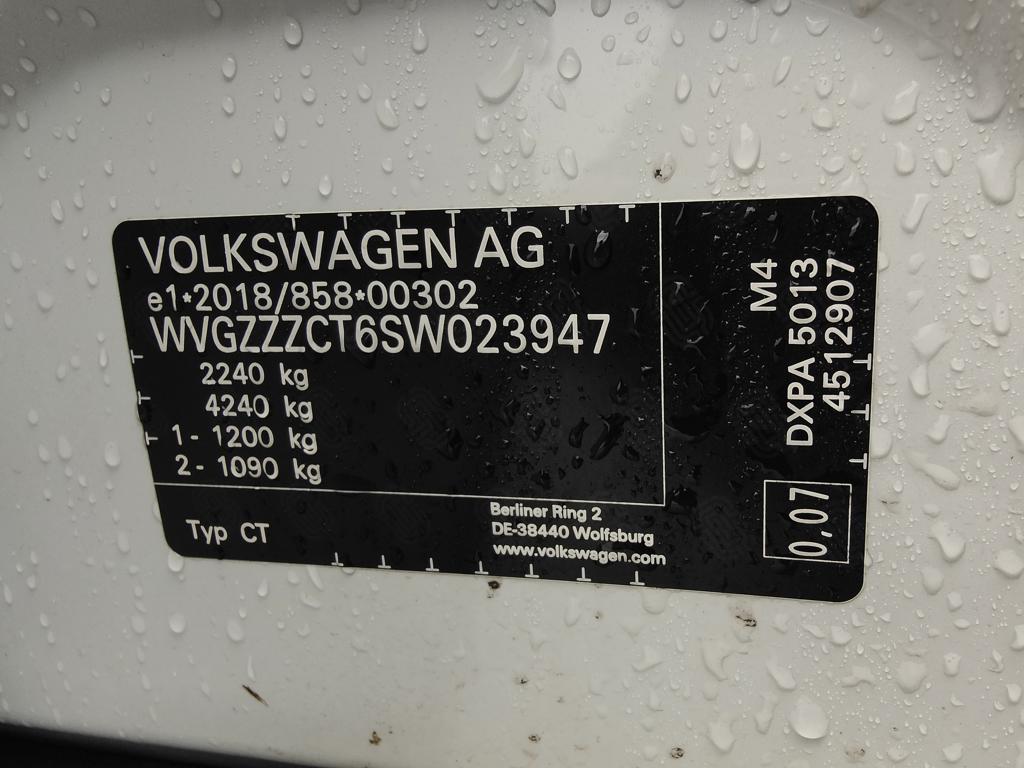 VOLKSWAGEN AG
e1*2018/858*00302
WVGZZZCT6SW023947
2240 kg
4240 kg
1- 1200 kg
2- 1090 kg
Typ CT
Berliner Ring 2
DE-38440 Wolfsburg
www.volkswagen.com
M4
DXPA 5013
4512907
0,07